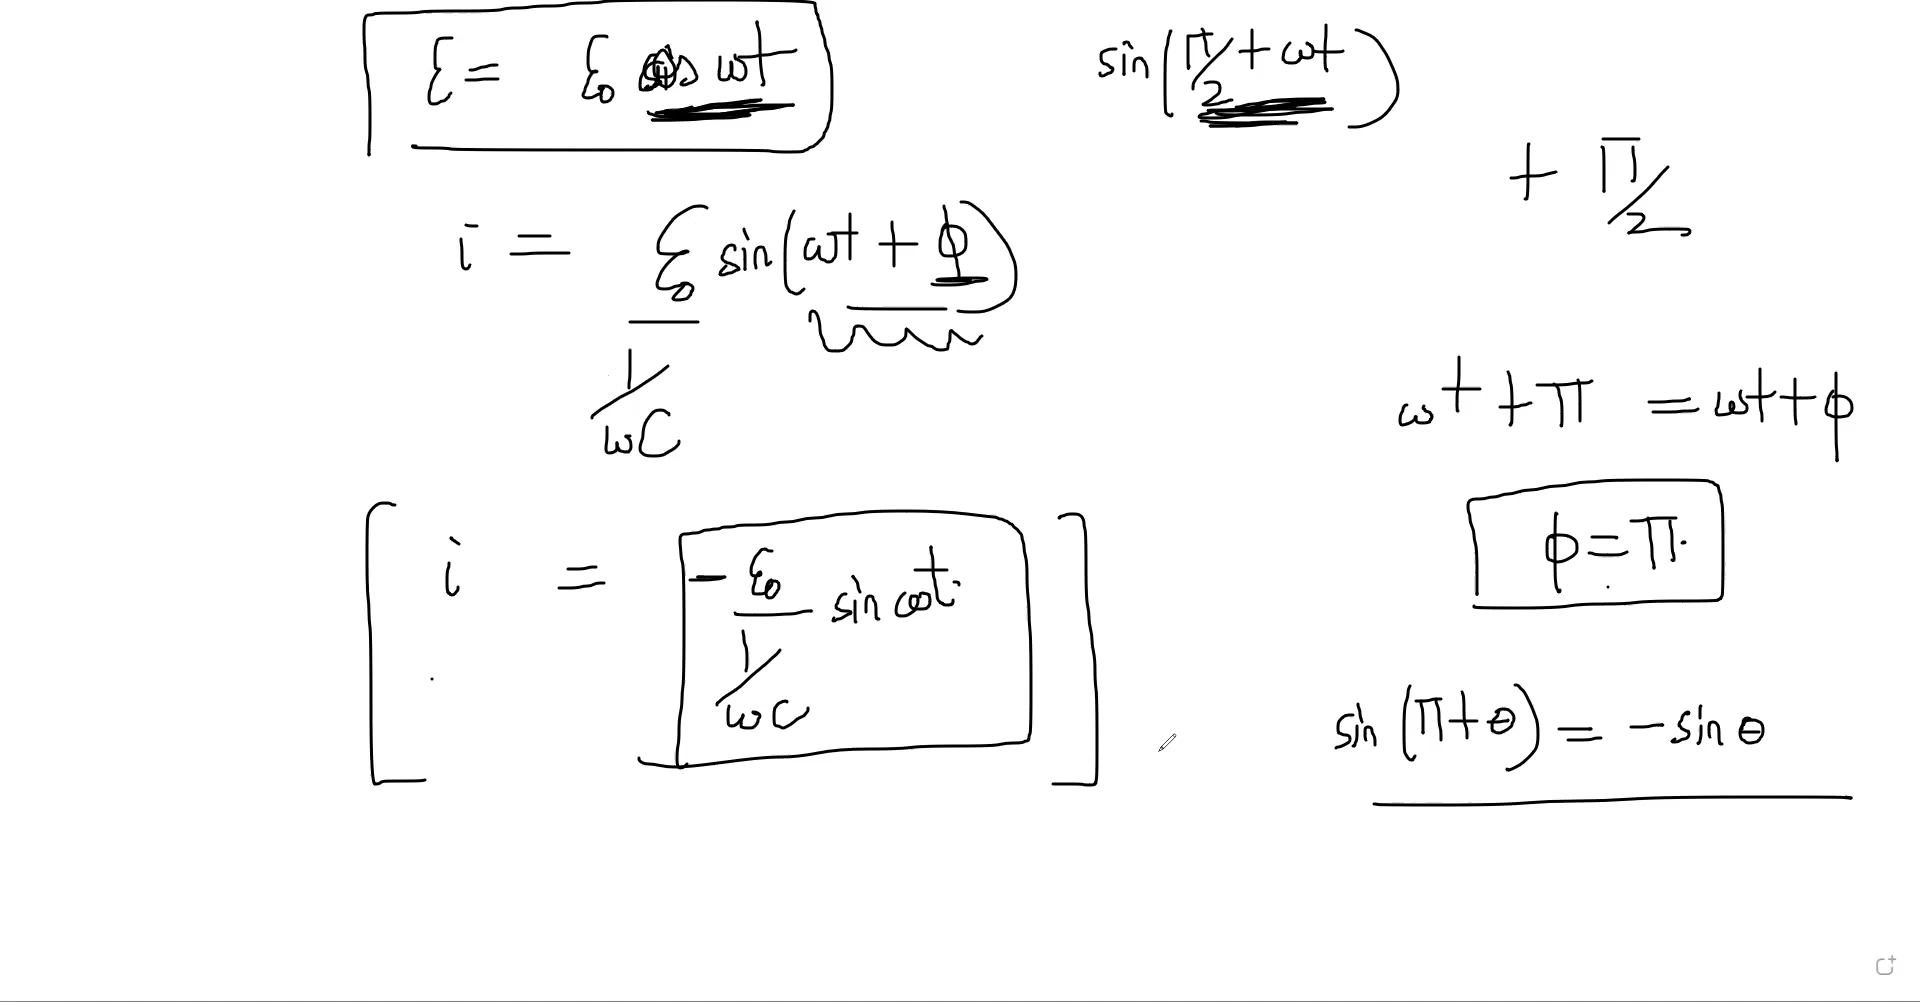 ε = ε₀ cos ωt
sin(π/2 + ωt)
+ π/2
i = ε₀/(1/ωC) sin(ωt + φ)
ωt + π = ωt + φ
φ = π.
i = - ε₀/(1/ωC) sin ωt.
sin(π+θ) = -sin θ